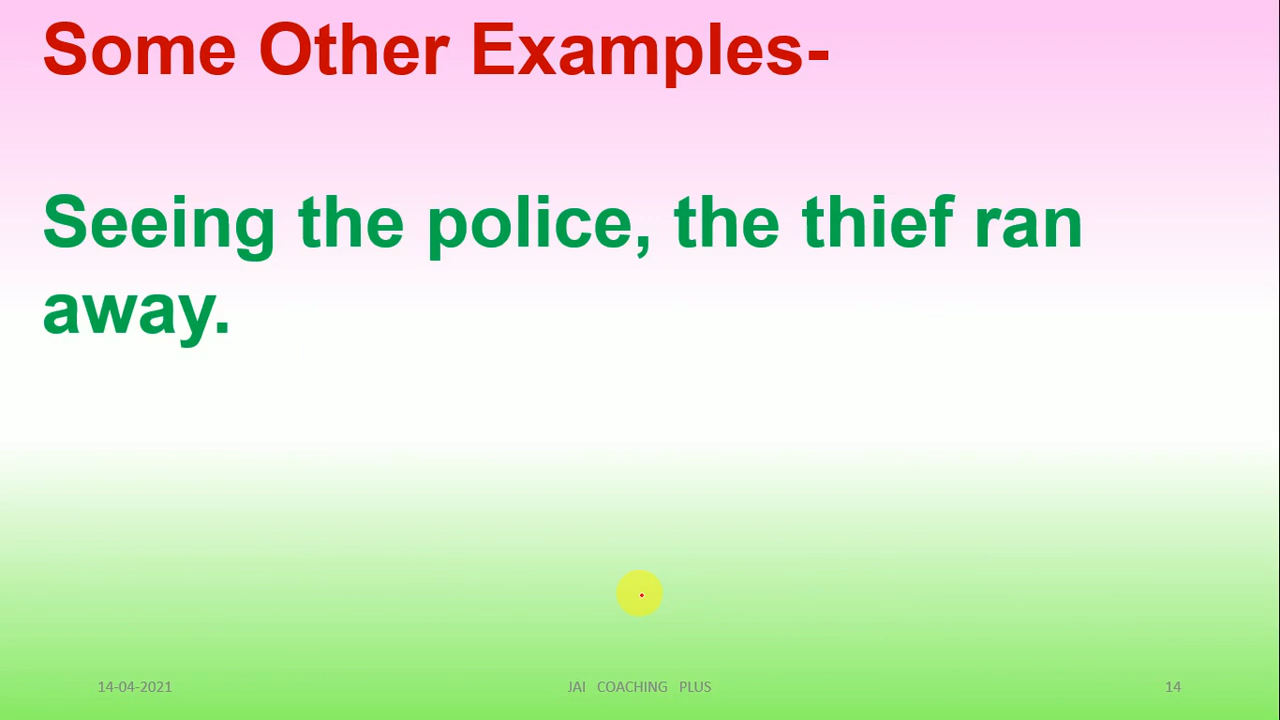 Some Other Examples-
Seeing the police, the thief ran
away.
14-04-2021 JAI COACHING PLUS 14